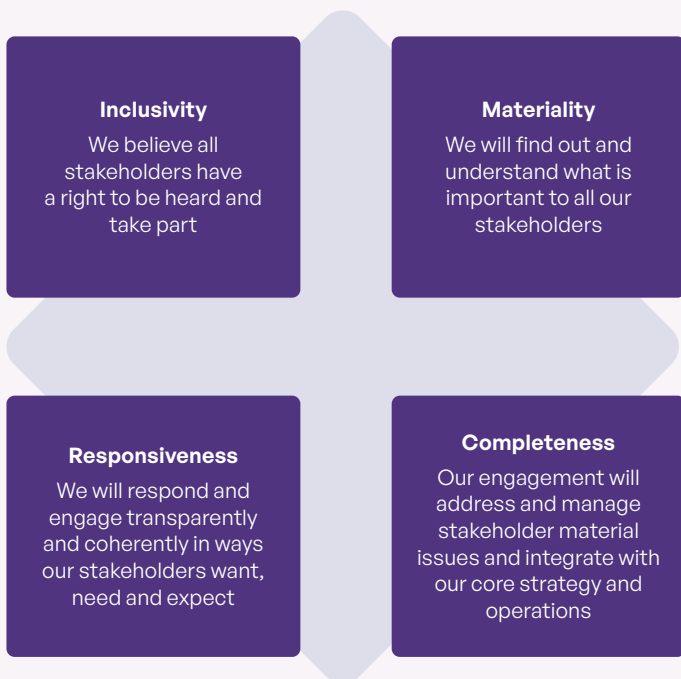 Inclusivity
We believe all
stakeholders have
a right to be heard and
take part
Materiality
We will find out and
understand what is
important to all our
stakeholders
Responsiveness
We will respond and
engage transparently
and coherently in ways
our stakeholders want,
need and expect
Completeness
Our engagement will
address and manage
stakeholder material
issues and integrate with
our core strategy and
operations